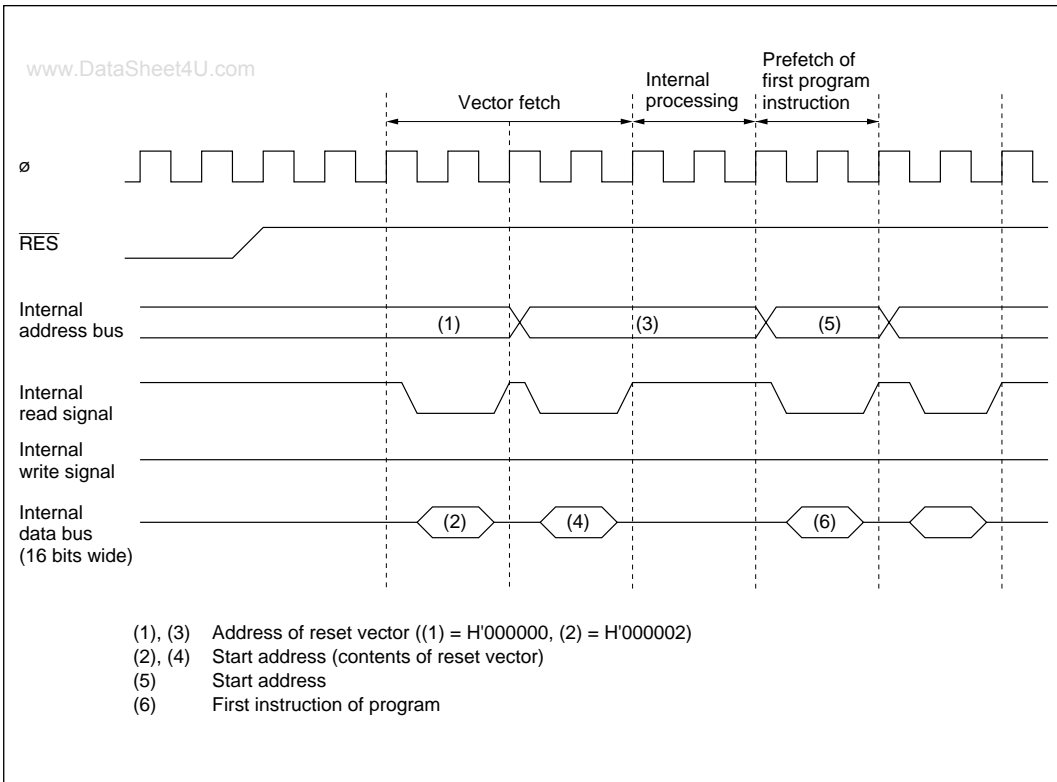 www.DataSheet4U.com
Vector fetch
Internal
processing
Prefetch of
first program
instruction
ø
RES
Internal
address bus
(1)
(3)
(5)
Internal
read signal
Internal
write signal
Internal
data bus
(16 bits wide)
(2)
(4)
(6)
(1), (3) Address of reset vector ((1) = H'000000, (2) = H'000002)
(2), (4) Start address (contents of reset vector)
(5) Start address
(6) First instruction of program